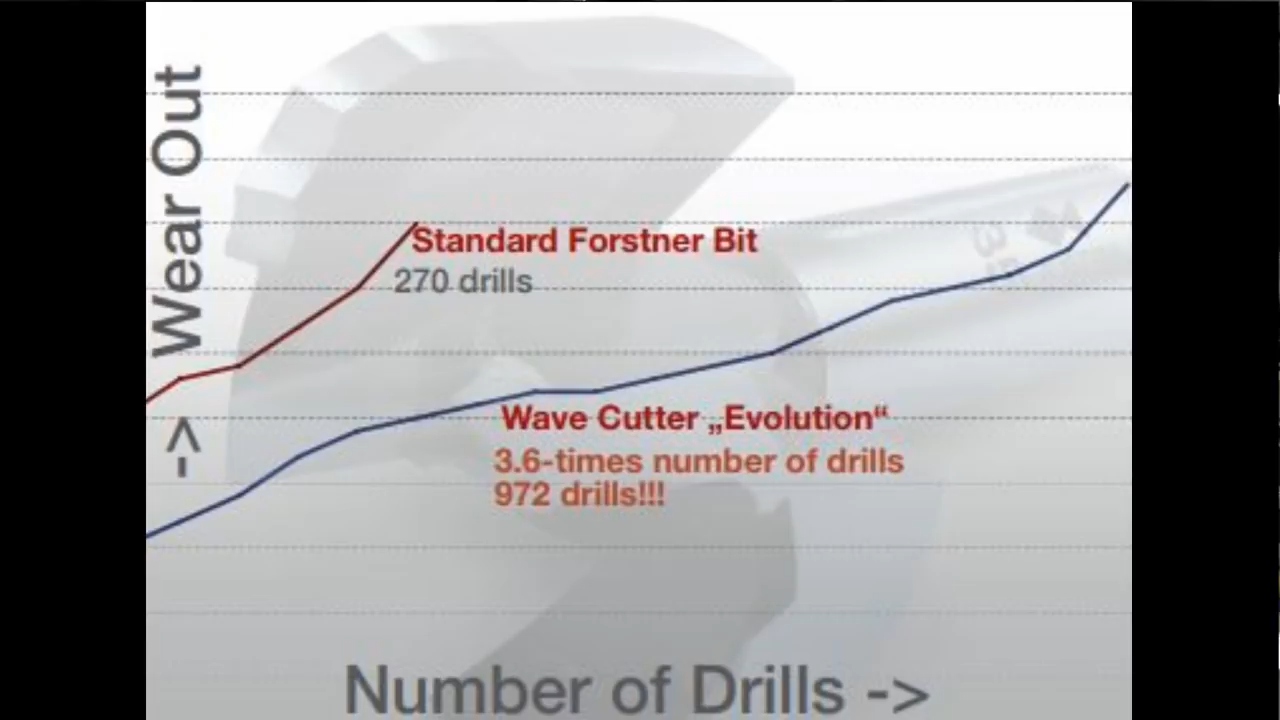 -> Wear Out
Standard Forstner Bit
270 drills
Wave Cutter „Evolution“
3.6-times number of drills
972 drills!!!
Number of Drills ->